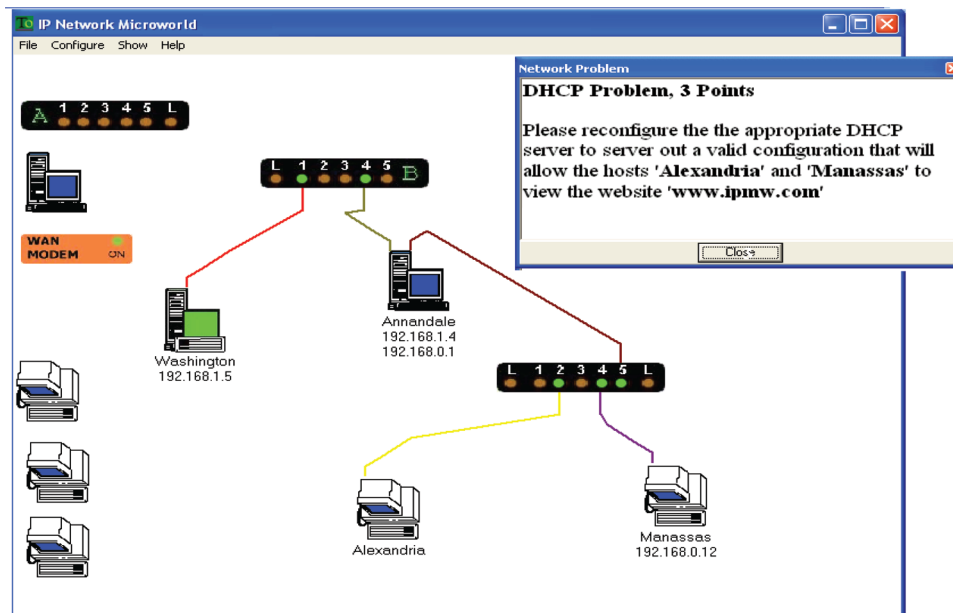 IP Network Microworld
File Configure Show Help
Network Problem
DHCP Problem, 3 Points
Please reconfigure the the appropriate DHCP
server to server out a valid configuration that will
allow the hosts 'Alexandria' and 'Manassas' to
view the website 'www.ipmw.com'
Close
A 1 2 3 4 5 L
L 1 2 3 4 5 B
WAN
MODEM ON
Washington
192.168.1.5
Annandale
192.168.1.4
192.168.0.1
L 1 2 3 4 5 L
Alexandria
Manassas
192.168.0.12